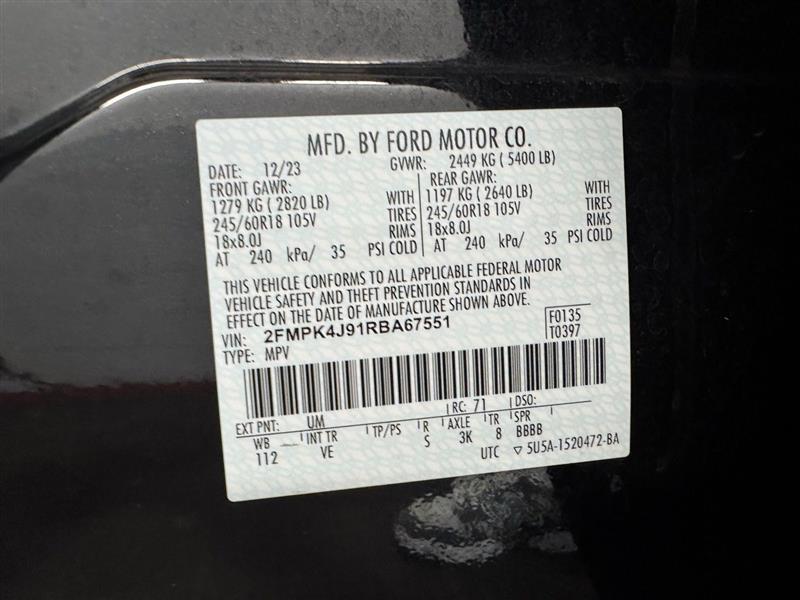 MFD. BY FORD MOTOR CO.
DATE: 12/23 GVWR: 2449 KG ( 5400 LB)
FRONT GAWR: REAR GAWR:
1279 KG ( 2820 LB) WITH 1197 KG ( 2640 LB) WITH
245/60R18 105V TIRES 245/60R18 105V TIRES
18x8.0J RIMS 18x8.0J RIMS
AT 240 kPa/ 35 PSI COLD AT 240 kPa/ 35 PSI COLD
THIS VEHICLE CONFORMS TO ALL APPLICABLE FEDERAL MOTOR
VEHICLE SAFETY AND THEFT PREVENTION STANDARDS IN
EFFECT ON THE DATE OF MANUFACTURE SHOWN ABOVE.
VIN: 2FMPK4J91RBA67551 F0135
TYPE: MPV T0397
EXT PNT: UM RC: 71 DSO:
WB INT TR TP/PS R AXLE TR SPR
112 VE S 3K 8 BBBB
UTC ▽ 5U5A-1520472-BA